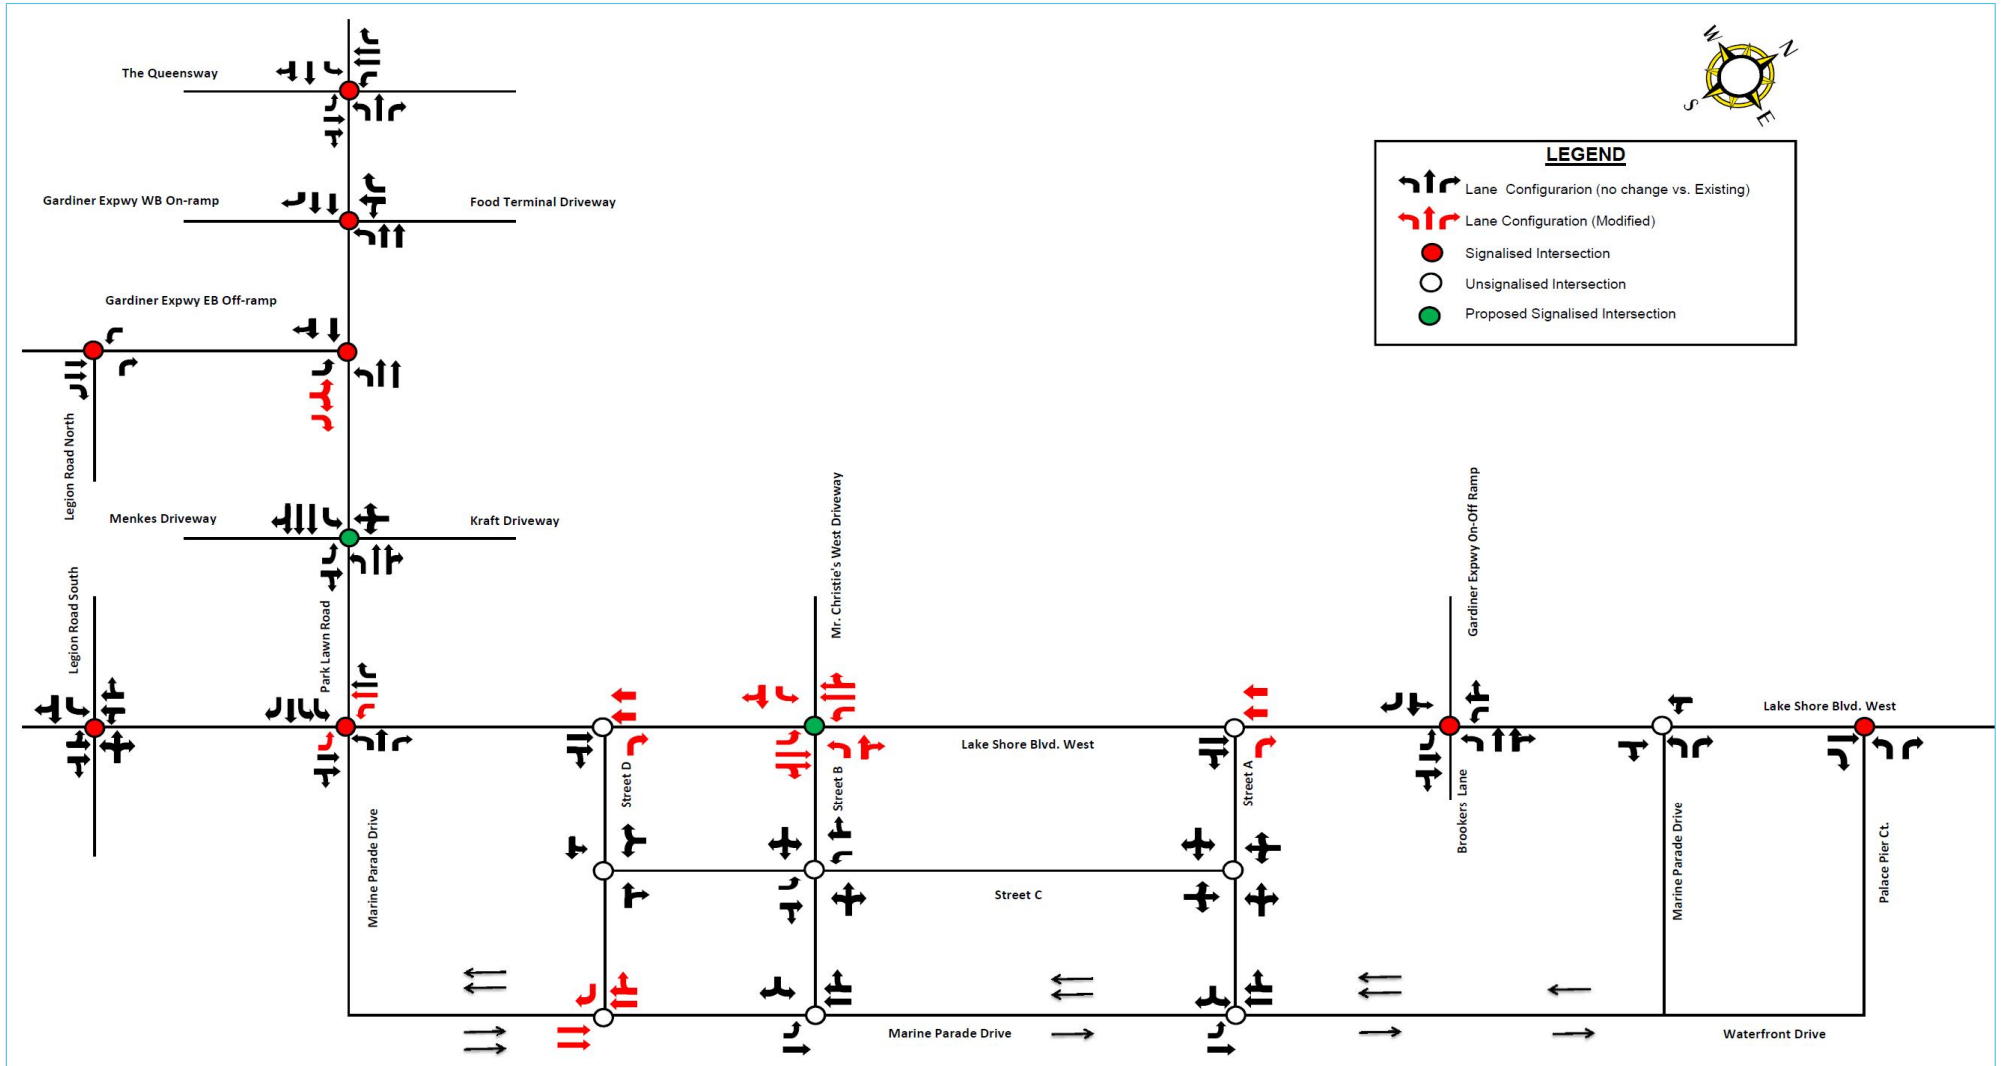 W
N
S
E
The Queensway
LEGEND
Lane Configurarion (no change vs. Existing)
Lane Configuration (Modified)
Signalised Intersection
Unsignalised Intersection
Proposed Signalised Intersection
Gardiner Expwy WB On-ramp
Food Terminal Driveway
Gardiner Expwy EB Off-ramp
Legion Road North
Menkes Driveway
Kraft Driveway
Legion Road South
Park Lawn Road
Mr. Christie's West Driveway
Gardiner Expwy On-Off Ramp
Lake Shore Blvd. West
Lake Shore Blvd. West
Street D
Street B
Street A
Brookers Lane
Marine Parade Drive
Marine Parade Drive
Palace Pier Ct.
Street C
Marine Parade Drive
Waterfront Drive